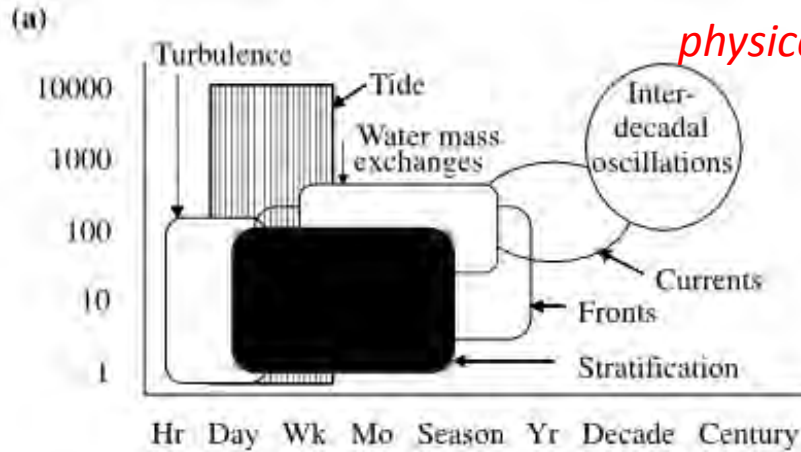 (a)
physica
Turbulence
Tide
Inter-
decadal
oscillations
Water mass
exchanges
10000
1000
100
10
1
Currents
Fronts
Stratification
Hr Day Wk Mo Season Yr Decade Century